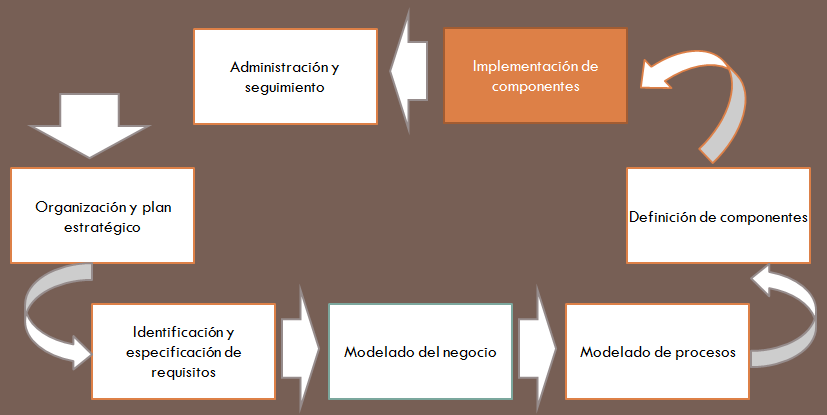 Administración y
seguimiento
Implementación de
componentes
Organización y plan
estratégico
Definición de componentes
Identificación y
especificación de
requisitos
Modelado del negocio
Modelado de procesos